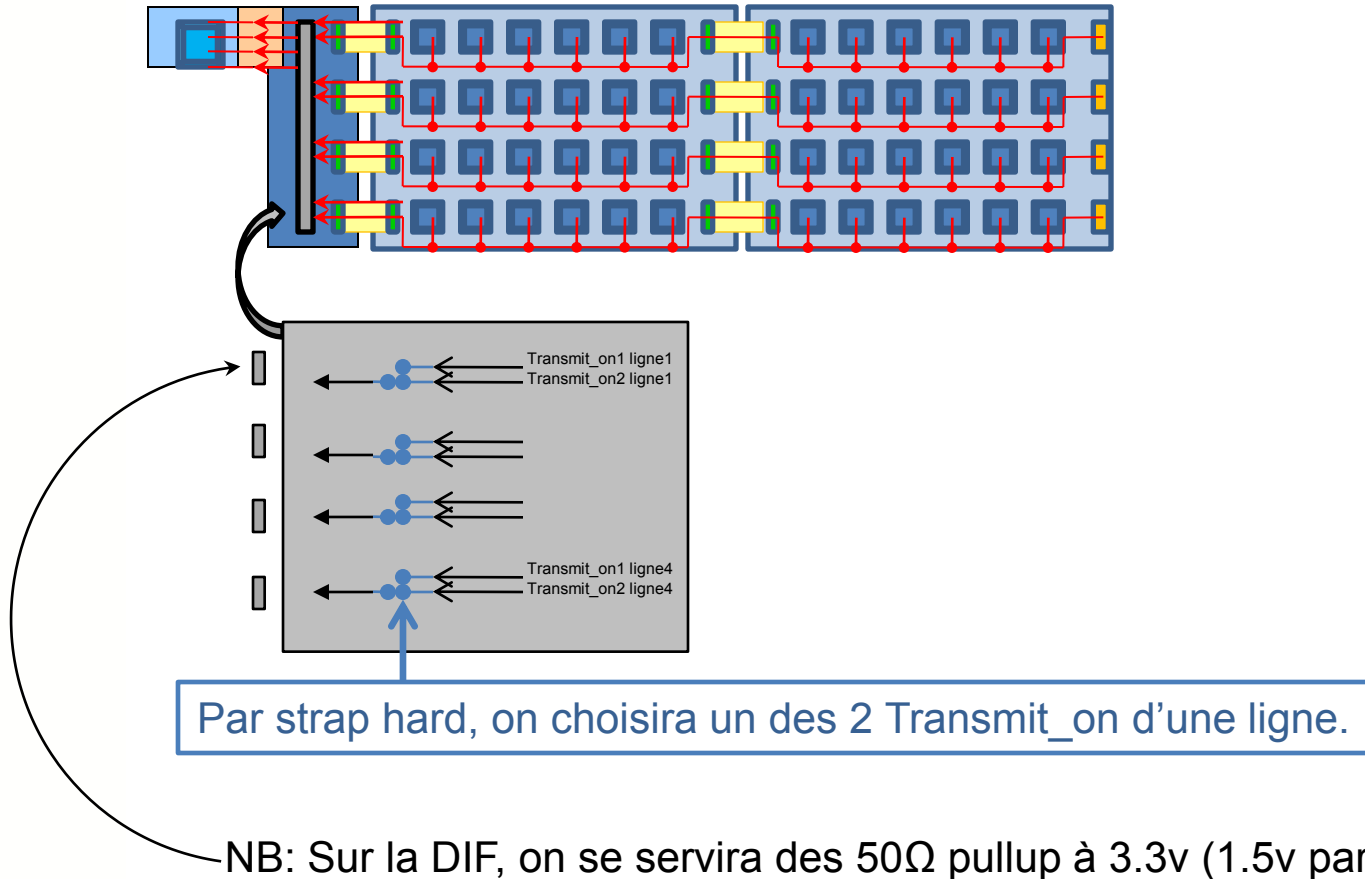 Transmit_on1 ligne1
Transmit_on2 ligne1
Transmit_on1 ligne4
Transmit_on2 ligne4
Par strap hard, on choisira un des 2 Transmit_on d’une ligne.
NB: Sur la DIF, on se servira des 50Ω pullup à 3.3v (1.5v par